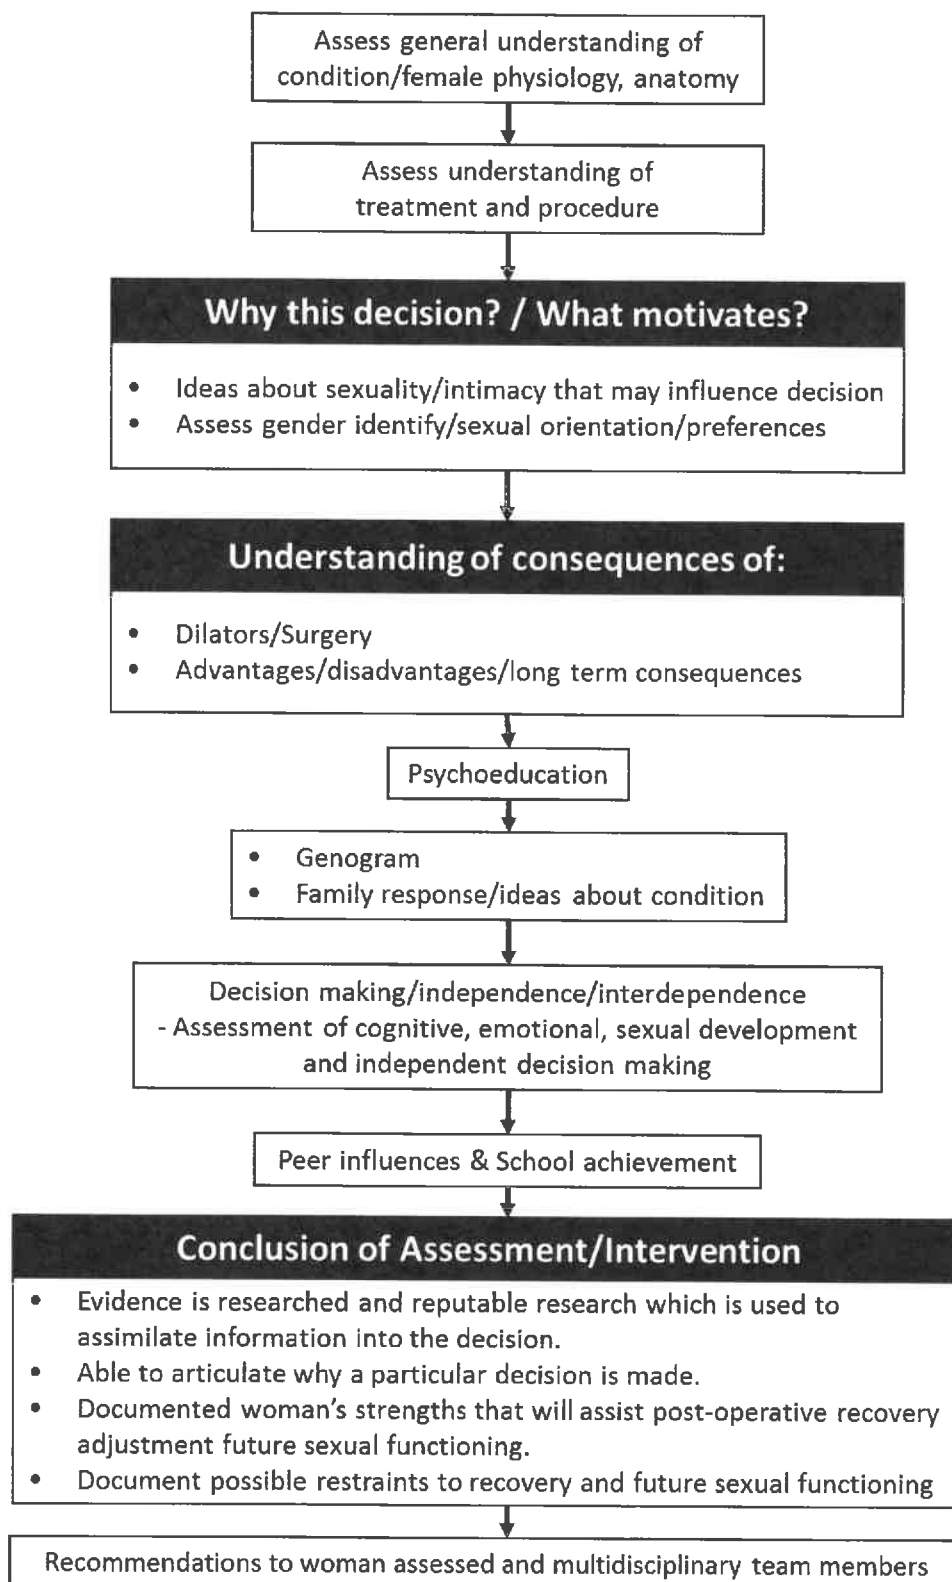 Assess general understanding of
condition/female physiology, anatomy
Assess understanding of
treatment and procedure
Why this decision? / What motivates?
• Ideas about sexuality/intimacy that may influence decision
• Assess gender identify/sexual orientation/preferences
Understanding of consequences of:
• Dilators/Surgery
• Advantages/disadvantages/long term consequences
Psychoeducation
• Genogram
• Family response/ideas about condition
Decision making/independence/interdependence
- Assessment of cognitive, emotional, sexual development
and independent decision making
Peer influences & School achievement
Conclusion of Assessment/Intervention
• Evidence is researched and reputable research which is used to
assimilate information into the decision.
• Able to articulate why a particular decision is made.
• Documented woman's strengths that will assist post-operative recovery
adjustment future sexual functioning.
• Document possible restraints to recovery and future sexual functioning
Recommendations to woman assessed and multidisciplinary team members